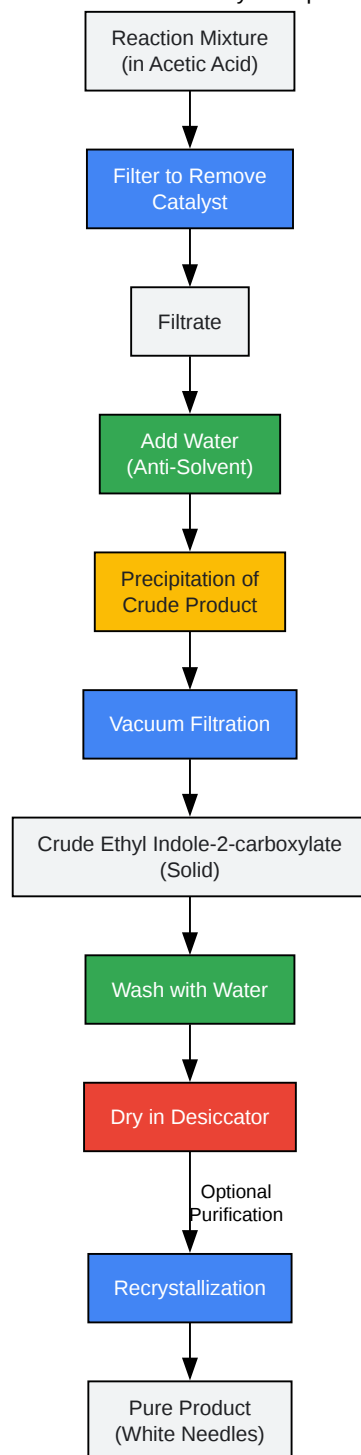 Reaction Mixture
(in Acetic Acid)
Filter to Remove
Catalyst
Filtrate
Add Water
(Anti-Solvent)
Precipitation of
Crude Product
Vacuum Filtration
Crude Ethyl Indole-2-carboxylate
(Solid)
Wash with Water
Dry in Desiccator
Optional
Purification
Recrystallization
Pure Product
(White Needles)